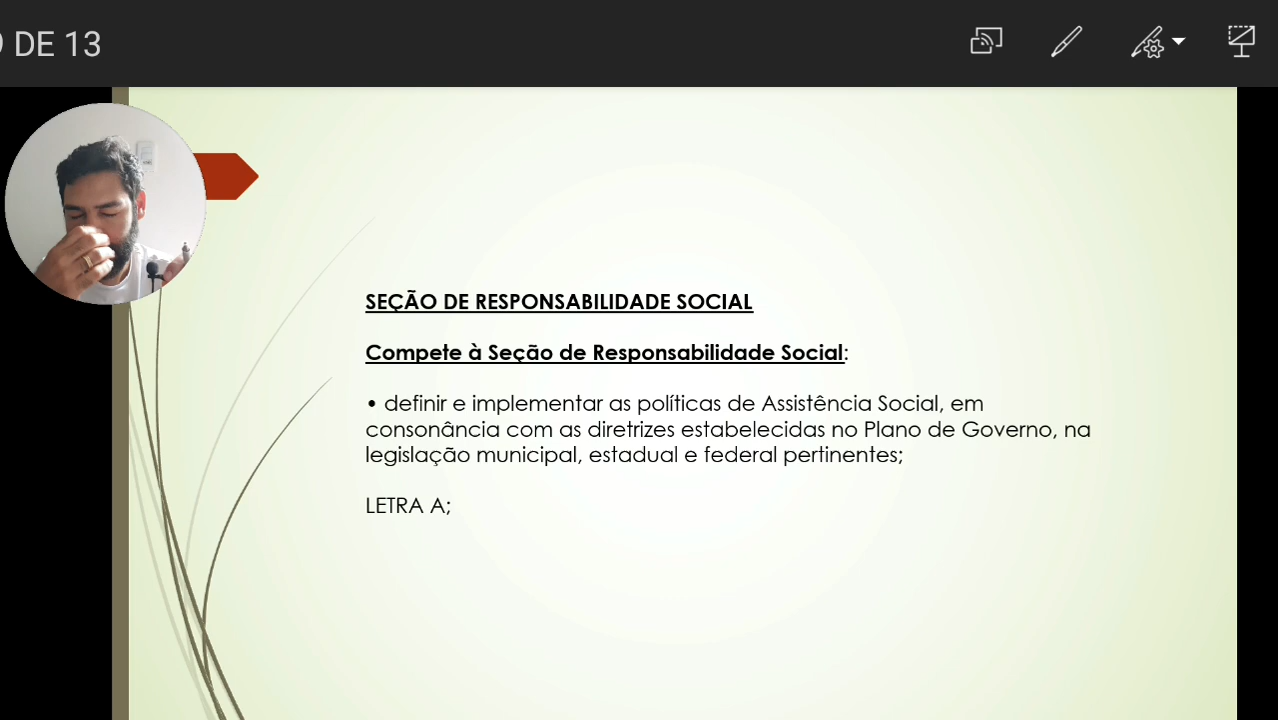 DE 13
SEÇÃO DE RESPONSABILIDADE SOCIAL
Compete à Seção de Responsabilidade Social:
• definir e implementar as políticas de Assistência Social, em
consonância com as diretrizes estabelecidas no Plano de Governo, na
legislação municipal, estadual e federal pertinentes;
LETRA A;